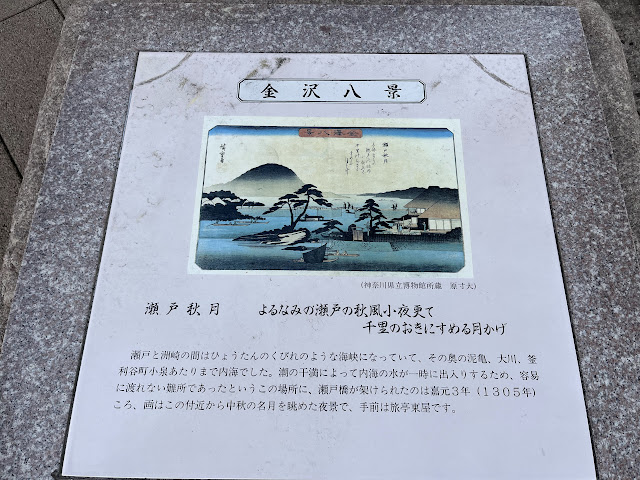 金沢八景
瀬戸秋月
(神奈川県立博物館所蔵 原寸大)
瀬戸秋月
よるなみの瀬戸の秋風小夜更て
千里のおきにすめる月かげ
瀬戸と洲崎の間はひょうたんのくびれのような海峡になっていて、その奥の泥亀、大川、釜
利谷町小泉あたりまで内海でした。潮の干満によって内海の水が一時に出入りするため、容易
に渡れない難所であったというこの場所に、瀬戸橋が架けられたのは嘉元3年(1305年)
ころ、画はこの付近から中秋の名月を眺めた夜景で、手前は旅亭東屋です。